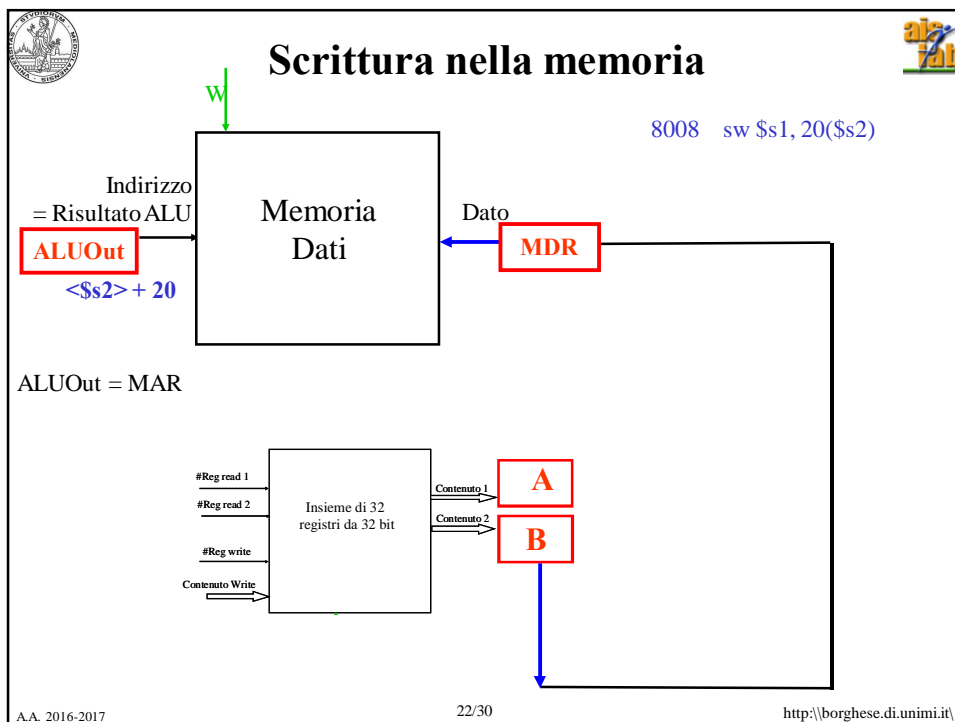 Scrittura nella memoria
W
8008 sw $s1, 20($s2)
Indirizzo
= Risultato ALU
ALUOut
<$s2> + 20
Memoria
Dati
Dato
MDR
ALUOut = MAR
#Reg read 1
#Reg read 2
#Reg write
Contenuto Write
Insieme di 32
registri da 32 bit
Contenuto 1
Contenuto 2
A
B
A.A. 2016-2017
22/30
http:\\borghese.di.unimi.it\